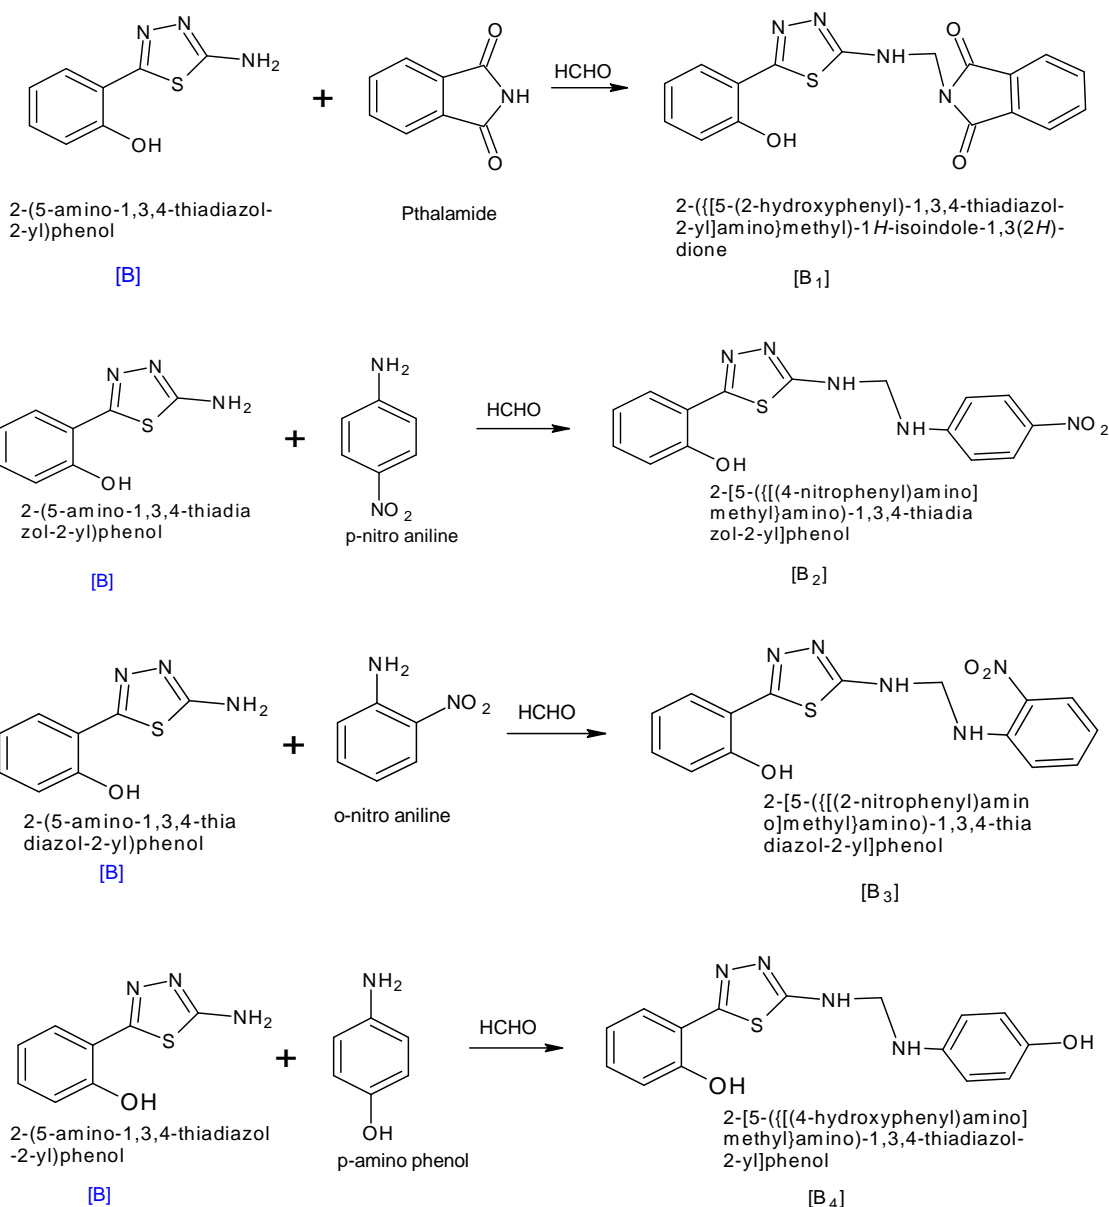 N N
NH2
S
OH
+
O
NH
O
HCHO
N N
NH
S
OH
O
N
O
2-(5-amino-1,3,4-thiadiazol-
2-yl)phenol
[B]
Pthalamide
2-({[5-(2-hydroxyphenyl)-1,3,4-thiadiazol-
2-yl]amino}methyl)-1H-isoindole-1,3(2H)-
dione
[B1]
N N
NH2
S
OH
+
NH2
NO2
HCHO
N N
NH
S
OH
NH
NO2
2-(5-amino-1,3,4-thiadia
zol-2-yl)phenol
[B]
p-nitro aniline
2-[5-({[(4-nitrophenyl)amino]
methyl}amino)-1,3,4-thiadia
zol-2-yl]phenol
[B2]
N N
NH2
S
OH
+
NH2
NO2
HCHO
N N
NH
S
OH
O2N
NH
2-(5-amino-1,3,4-thia
diazol-2-yl)phenol
[B]
o-nitro aniline
2-[5-({[(2-nitrophenyl)amin
o]methyl}amino)-1,3,4-thia
diazol-2-yl]phenol
[B3]
N N
NH2
S
OH
+
NH2
OH
HCHO
N N
NH
S
OH
NH
OH
2-(5-amino-1,3,4-thiadiazol
-2-yl)phenol
[B]
p-amino phenol
2-[5-({[(4-hydroxyphenyl)amino]
methyl}amino)-1,3,4-thiadiazol-
2-yl]phenol
[B4]